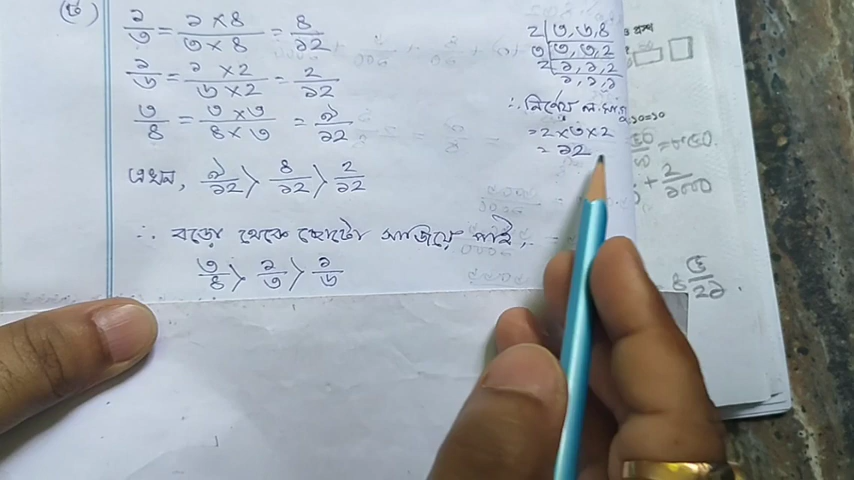 (চ) ১/৩ = ১×৪/৩×৪ = ৪/১২
১/৬ = ১×২/৬×২ = ২/১২
৩/৪ = ৩×৩/৪×৩ = ৯/১২
এখন, ৯/১২ > ৪/১২ > ২/১২
∴ বড়ো থেকে ছোটো সাজিয়ে পাই,
৩/৪ > ১/৩ > ১/৬
২ | ৩, ৬, ৪
৩ | ৩, ৩, ২
২ | ১, ১, ২
১, ১, ১
∴ নির্ণেয় ল.সা.গু
= ২×৩×২
= ১২